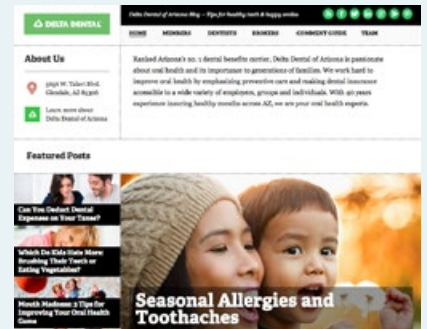 DELTA DENTAL
Delta Dental of Arizona Blog — Tips for healthy teeth & happy smiles
HOME MEMBERS DENTISTS BROKERS COMMENT GUIDE TEAM
About Us
5656 W. Talavi Blvd.
Glendale, AZ 85306
Learn more about
Delta Dental of Arizona
Ranked Arizona's no. 1 dental benefits carrier, Delta Dental of Arizona is passionate
about oral health and its importance to generations of families. We work hard to
improve oral health by emphasizing preventive care and making dental insurance
accessible to a wide variety of employers, groups and individuals. With 40 years
experience insuring healthy mouths across AZ, we are your oral health experts.
Featured Posts
Can You Deduct Dental
Expenses on Your Taxes?
Which Do Kids Hate More:
Brushing Their Teeth or
Eating Vegetables?
Mouth Madness: 3 Tips for
Improving Your Oral Health
Game
Seasonal Allergies and
Toothaches